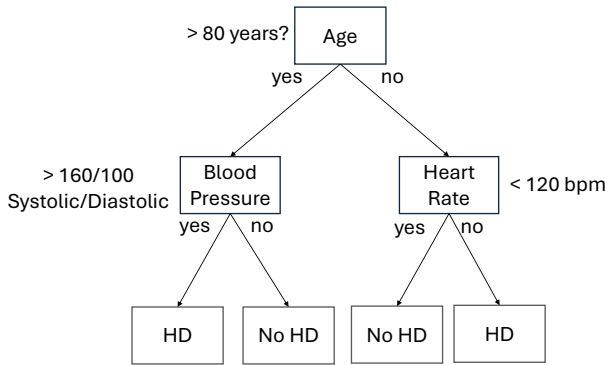 > 80 years?
Age
yes
no
> 160/100
Systolic/Diastolic
Blood
Pressure
Heart
Rate
< 120 bpm
yes
no
yes
no
HD
No HD
No HD
HD